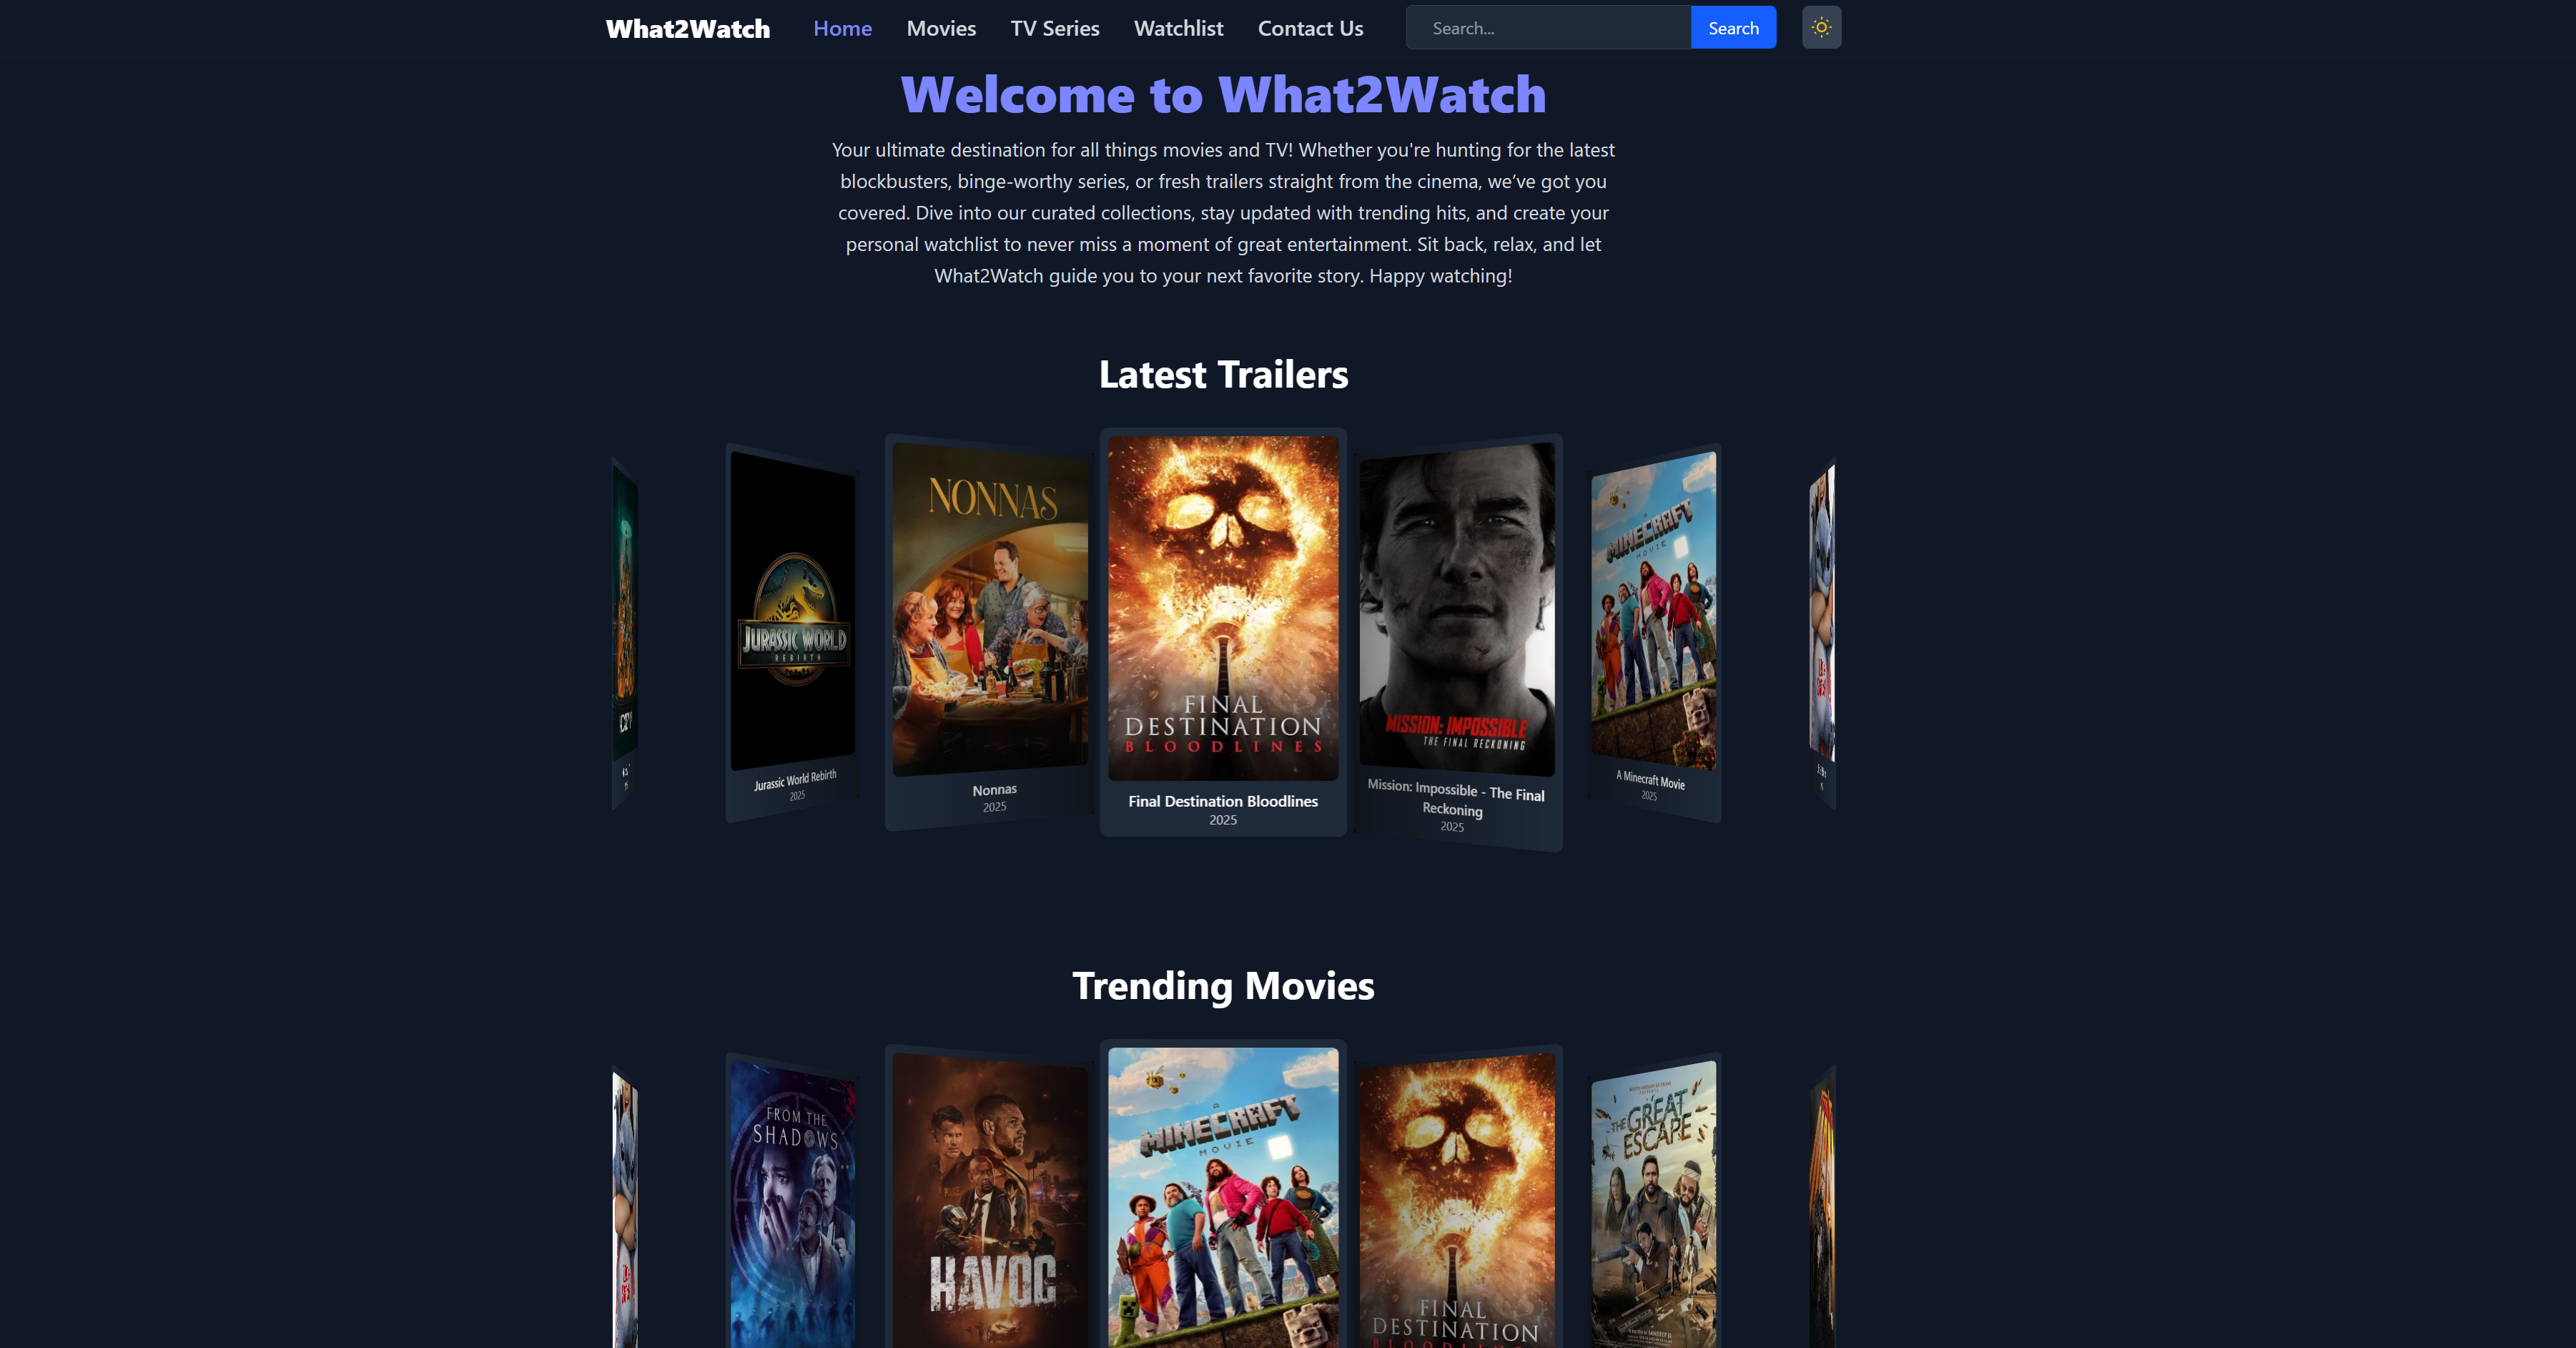 What2Watch Home Movies TV Series Watchlist Contact Us Search... Search
Welcome to What2Watch
Your ultimate destination for all things movies and TV! Whether you're hunting for the latest
blockbusters, binge-worthy series, or fresh trailers straight from the cinema, we’ve got you
covered. Dive into our curated collections, stay updated with trending hits, and create your
personal watchlist to never miss a moment of great entertainment. Sit back, relax, and let
What2Watch guide you to your next favorite story. Happy watching!
Latest Trailers
JURASSIC WORLD
REBIRTH
Jurassic World Rebirth
2025
NONNAS
Nonnas
2025
FINAL
DESTINATION
BLOODLINES
Final Destination Bloodlines
2025
MISSION: IMPOSSIBLE
THE FINAL RECKONING
Mission: Impossible - The Final
Reckoning
2025
A
MINECRAFT
MOVIE
A Minecraft Movie
2025
Trending Movies
FROM THE
SHADOWS
POLICE
HAVOC
A
MINECRAFT
MOVIE
FINAL
DESTINATION
BLOODLINES
THE GREAT
ESCAPE